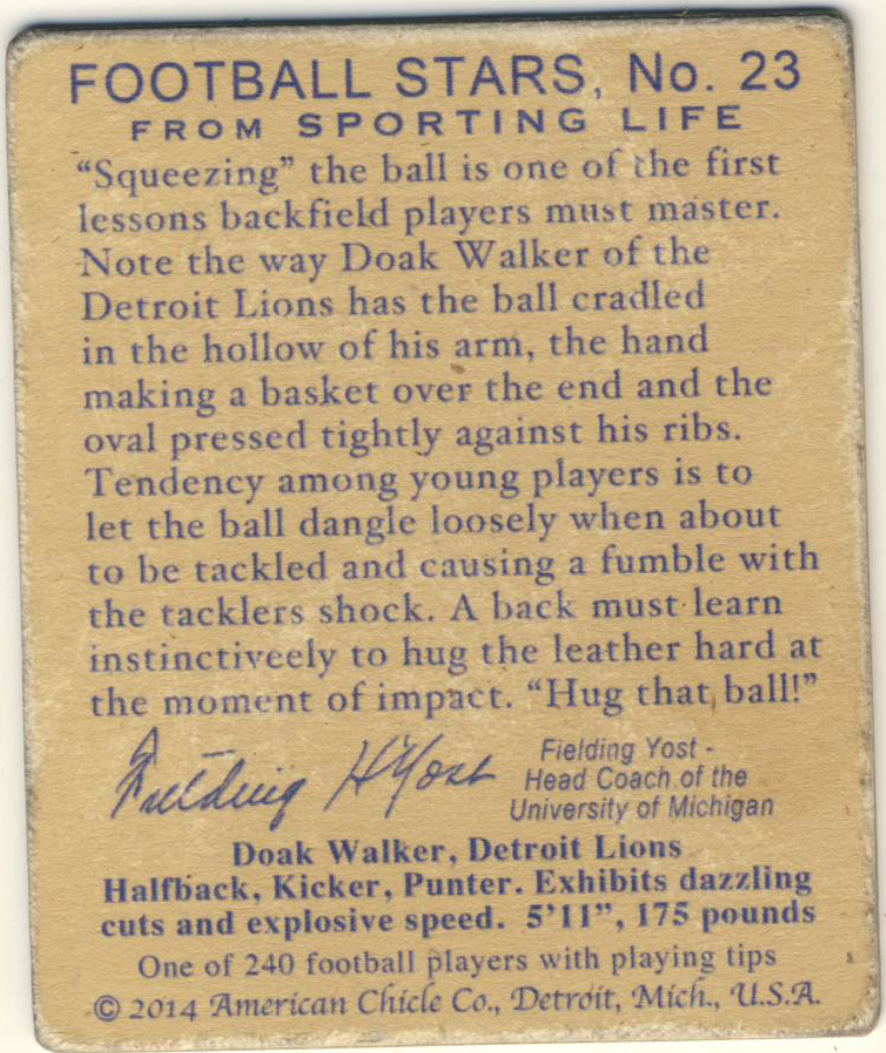 FOOTBALL STARS, No. 23
FROM SPORTING LIFE
“Squeezing” the ball is one of the first
lessons backfield players must master.
Note the way Doak Walker of the
Detroit Lions has the ball cradled
in the hollow of his arm, the hand
making a basket over the end and the
oval pressed tightly against his ribs.
Tendency among young players is to
let the ball dangle loosely when about
to be tackled and causing a fumble with
the tacklers shock. A back must learn
instinctiveely to hug the leather hard at
the moment of impact. “Hug that ball!”
Fielding H Yost
Fielding Yost -
Head Coach of the
University of Michigan
Doak Walker, Detroit Lions
Halfback, Kicker, Punter. Exhibits dazzling
cuts and explosive speed. 5’11”, 175 pounds
One of 240 football players with playing tips
© 2014 American Chicle Co., Detroit, Mich., U.S.A.